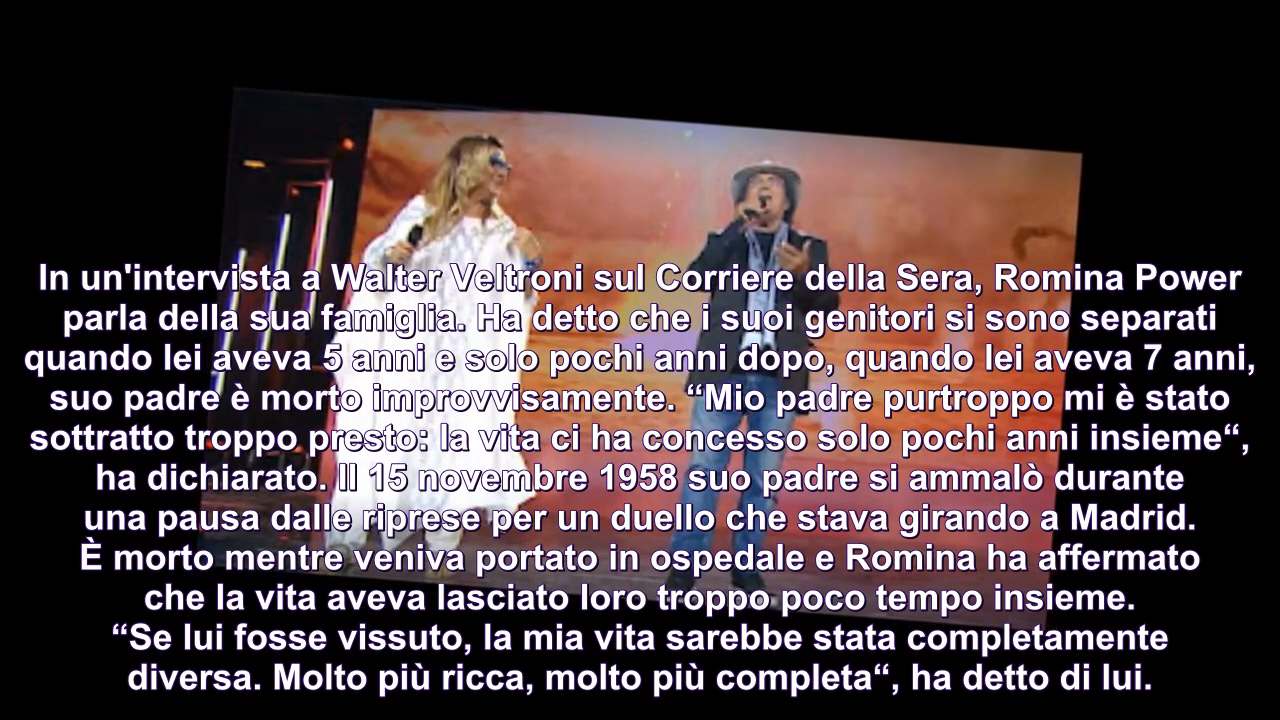 In un'intervista a Walter Veltroni sul Corriere della Sera, Romina Power
parla della sua famiglia. Ha detto che i suoi genitori si sono separati
quando lei aveva 5 anni e solo pochi anni dopo, quando lei aveva 7 anni,
suo padre è morto improvvisamente. “Mio padre purtroppo mi è stato
sottratto troppo presto: la vita ci ha concesso solo pochi anni insieme“,
ha dichiarato. Il 15 novembre 1958 suo padre si ammalò durante
una pausa dalle riprese per un duello che stava girando a Madrid.
È morto mentre veniva portato in ospedale e Romina ha affermato
che la vita aveva lasciato loro troppo poco tempo insieme.
“Se lui fosse vissuto, la mia vita sarebbe stata completamente
diversa. Molto più ricca, molto più completa“, ha detto di lui.